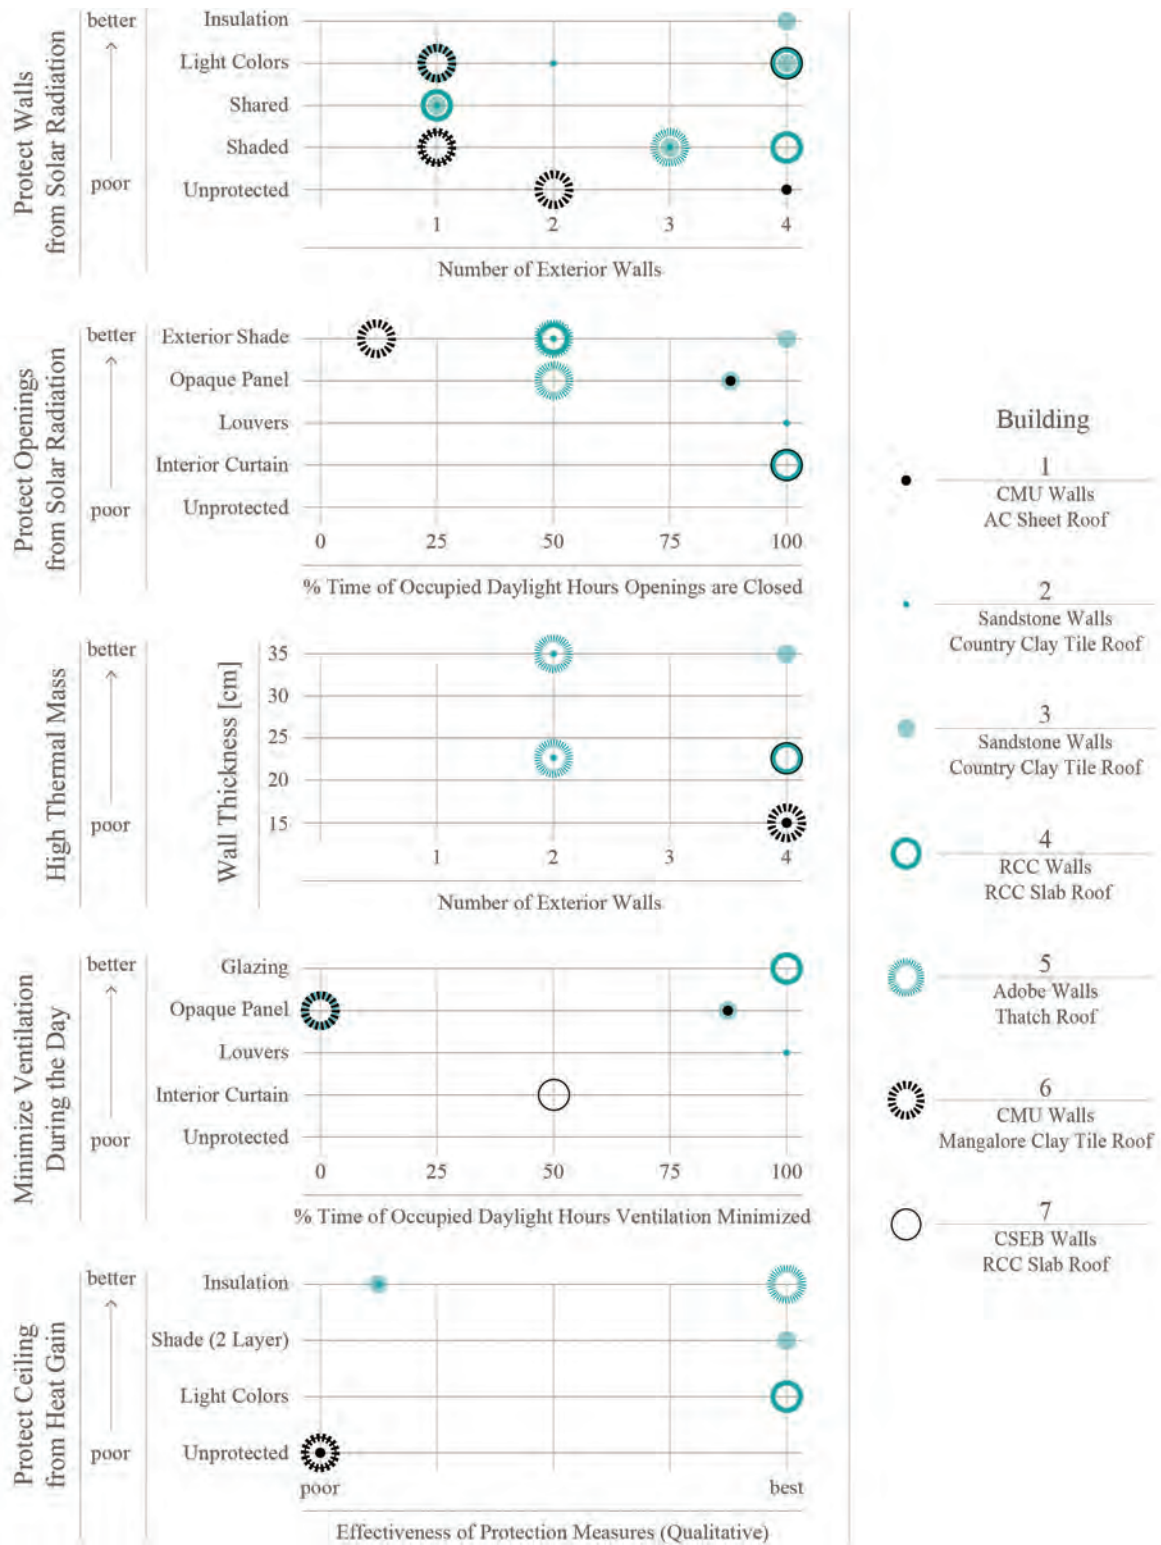 Protect Walls
from Solar Radiation
better
poor
Insulation
Light Colors
Shared
Shaded
Unprotected
1 2 3 4
Number of Exterior Walls
Protect Openings
from Solar Radiation
better
poor
Exterior Shade
Opaque Panel
Louvers
Interior Curtain
Unprotected
0 25 50 75 100
% Time of Occupied Daylight Hours Openings are Closed
High Thermal Mass
better
poor
Wall Thickness [cm]
35
30
25
20
15
1 2 3 4
Number of Exterior Walls
Minimize Ventilation
During the Day
better
poor
Glazing
Opaque Panel
Louvers
Interior Curtain
Unprotected
0 25 50 75 100
% Time of Occupied Daylight Hours Ventilation Minimized
Protect Ceiling
from Heat Gain
better
poor
Insulation
Shade (2 Layer)
Light Colors
Unprotected
poor best
Effectiveness of Protection Measures (Qualitative)
Building
1
CMU Walls
AC Sheet Roof
2
Sandstone Walls
Country Clay Tile Roof
3
Sandstone Walls
Country Clay Tile Roof
4
RCC Walls
RCC Slab Roof
5
Adobe Walls
Thatch Roof
6
CMU Walls
Mangalore Clay Tile Roof
7
CSEB Walls
RCC Slab Roof